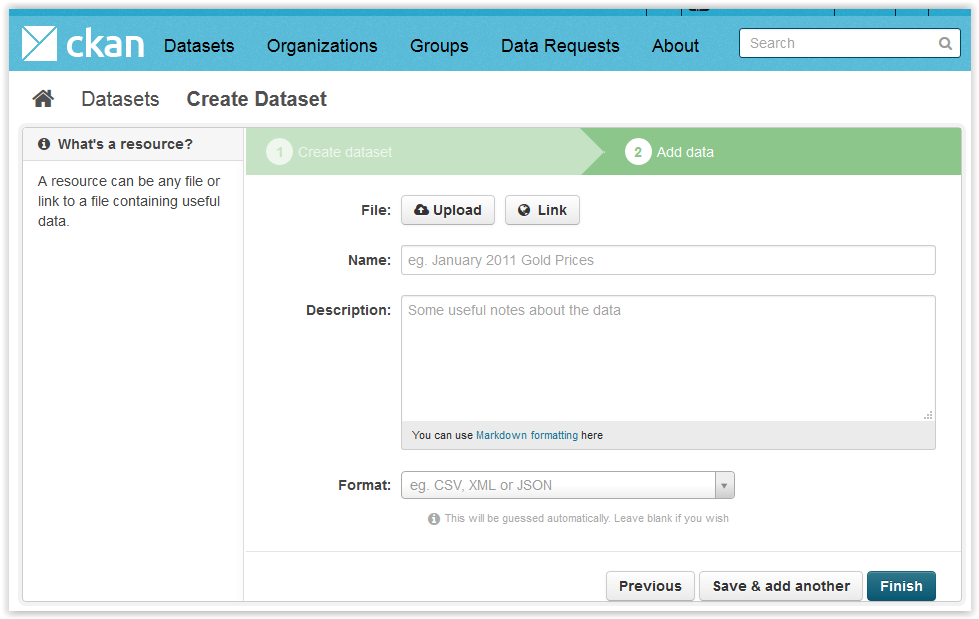 ckan Datasets Organizations Groups Data Requests About Search
Datasets Create Dataset
What's a resource?
A resource can be any file or
link to a file containing useful
data.
1 Create dataset 2 Add data
File: Upload Link
Name: eg. January 2011 Gold Prices
Description: Some useful notes about the data
You can use Markdown formatting here
Format: eg. CSV, XML or JSON
This will be guessed automatically. Leave blank if you wish
Previous Save & add another Finish